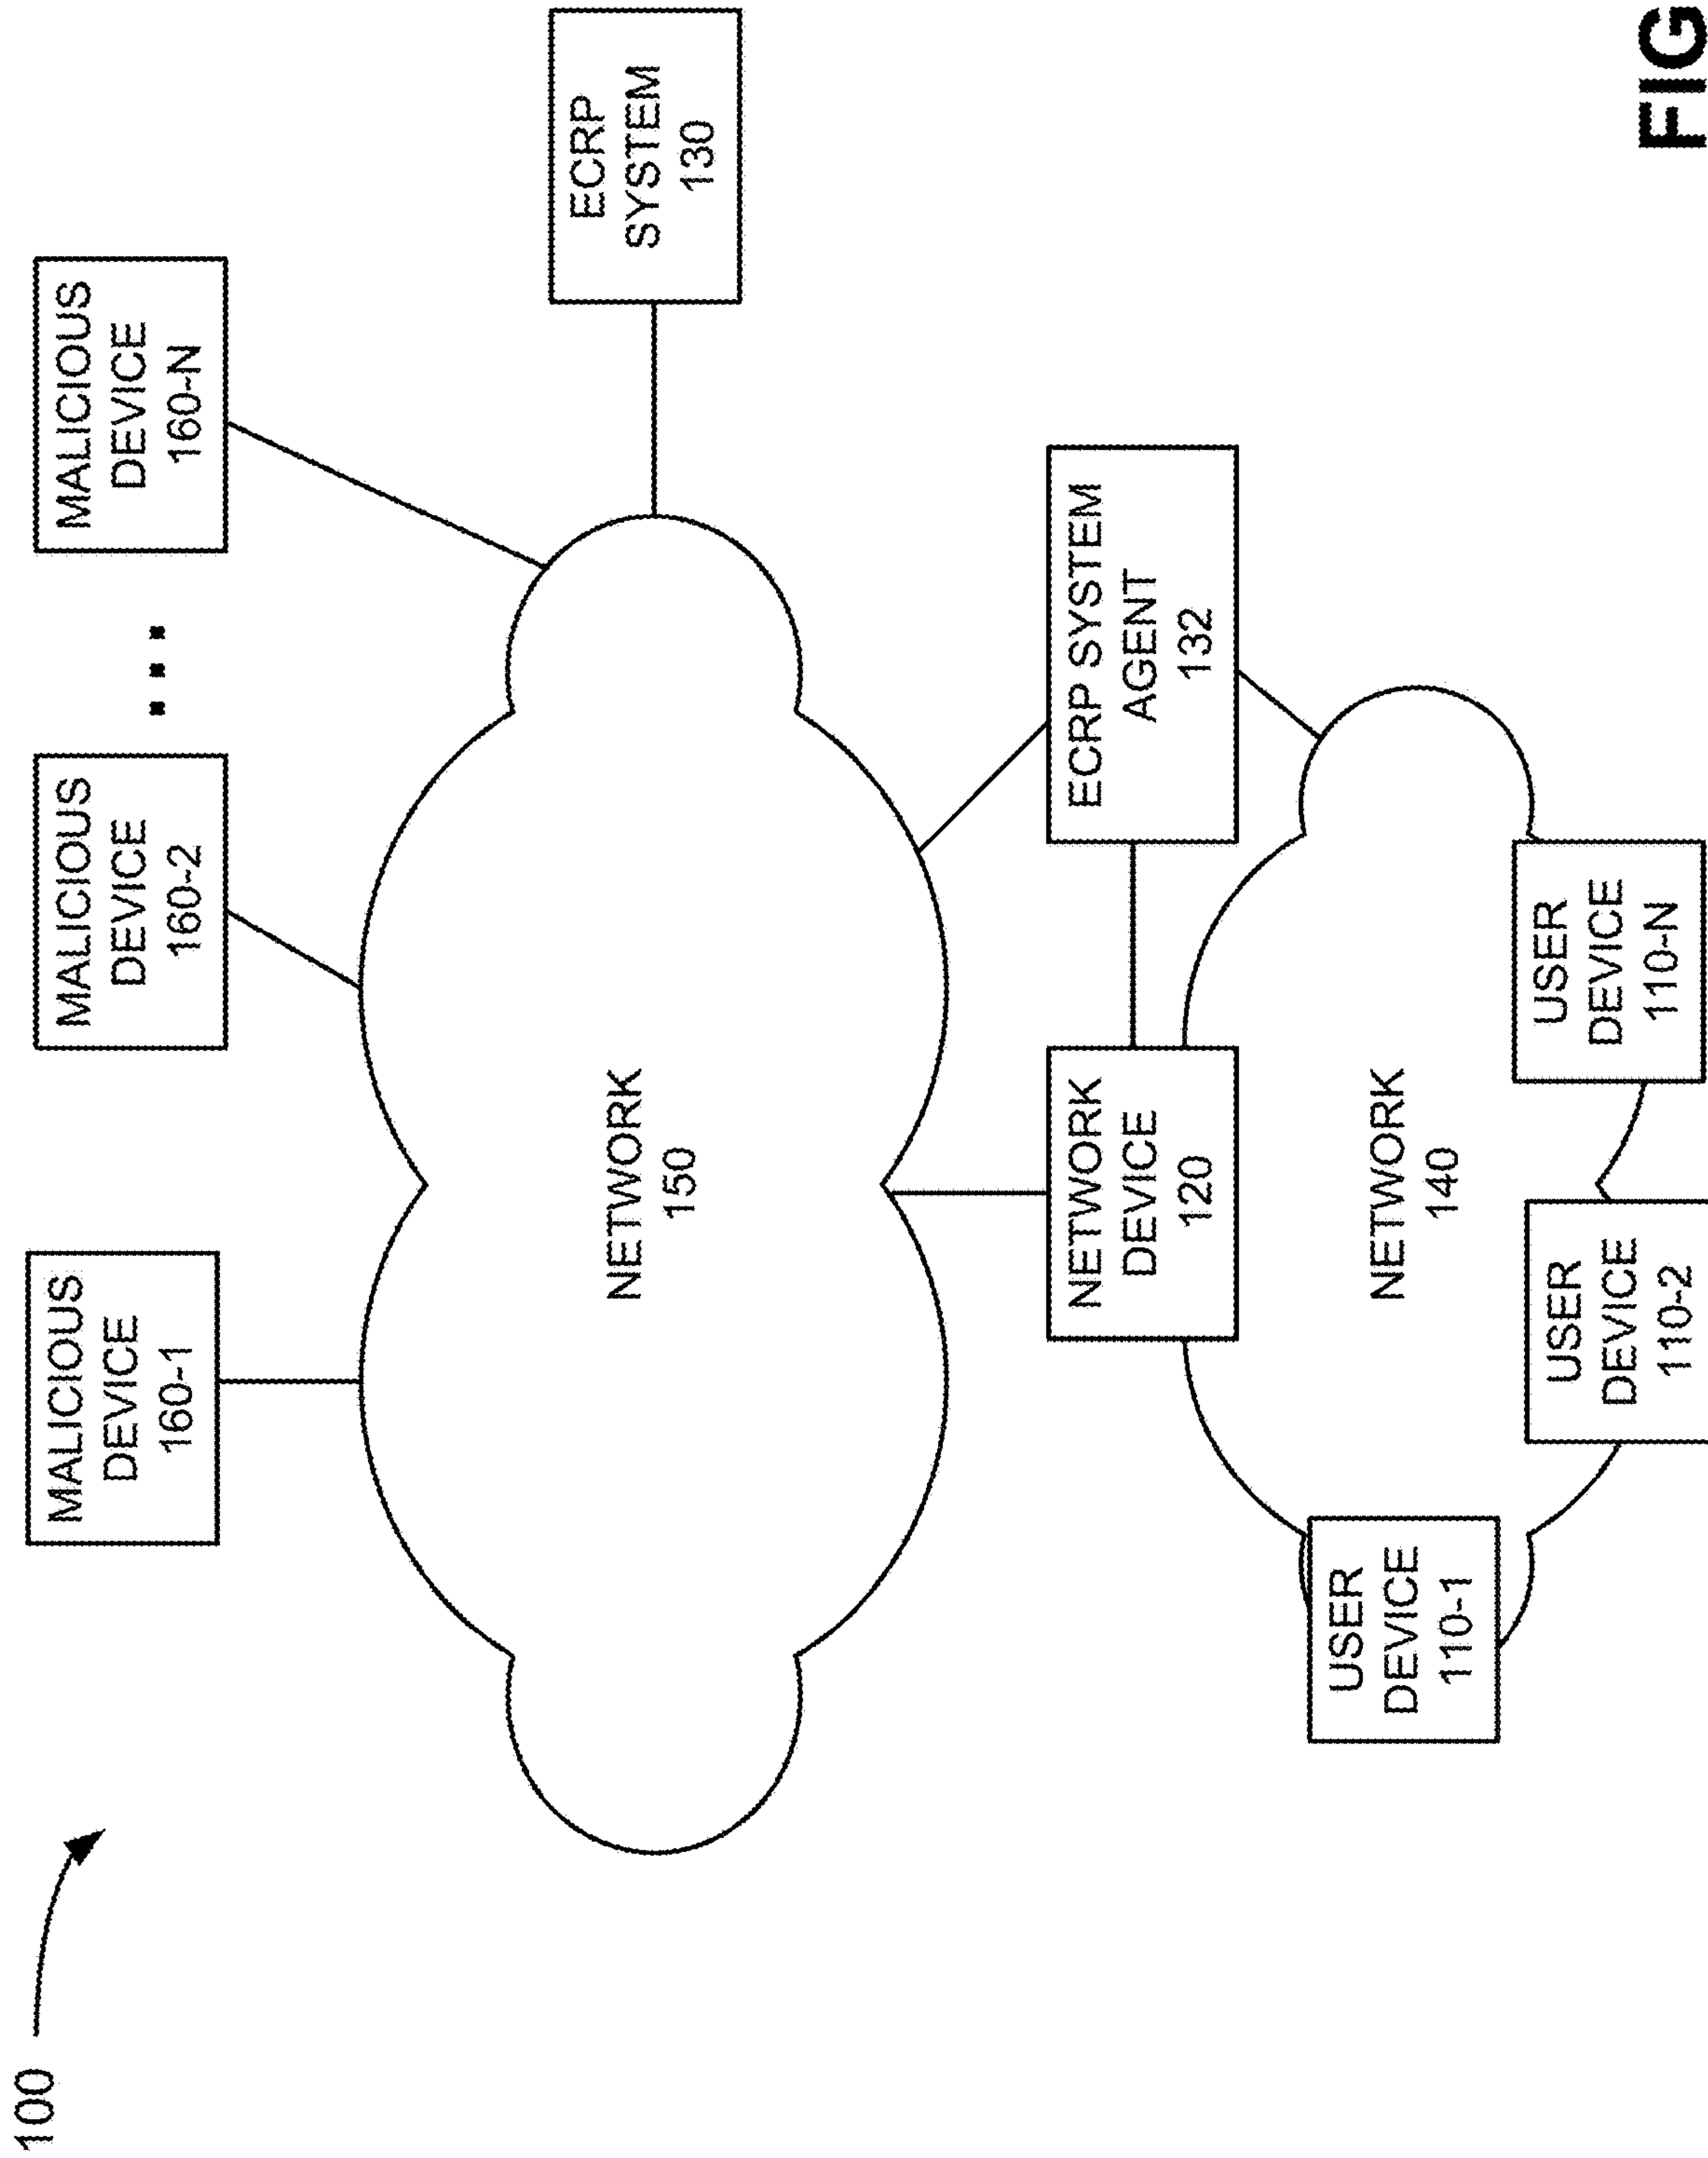 100
MALICIOUS
DEVICE
160-1
MALICIOUS
DEVICE
160-2
MALICIOUS
DEVICE
160-N
NETWORK
150
ECRP
SYSTEM
130
NETWORK
DEVICE
120
ECRP SYSTEM
AGENT
132
USER
DEVICE
110-1
NETWORK
140
USER
DEVICE
110-2
USER
DEVICE
110-N
FIG